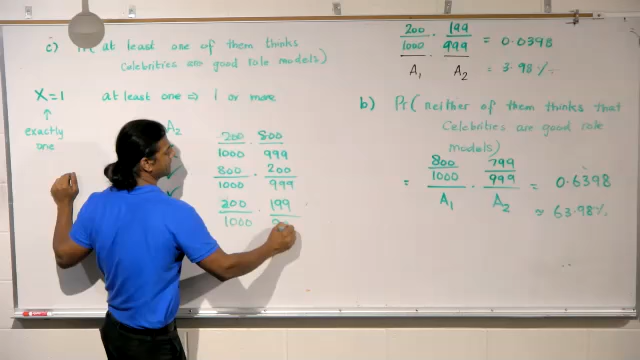 c) at least one of them thinks
Celebrities are good role models)
X=1 at least one => 1 or more
↑
exactly
one
A2
✓
✓
200/1000 · 800/999
800/1000 · 200/999
200/1000 · 199/
200/1000 · 199/999 = 0.0398
A1 A2 = 3.98%
b) Pr( neither of them thinks that
Celebrities are good role
models)
= 800/1000 · 799/999 = 0.6398
A1 A2 ≈ 63.98%